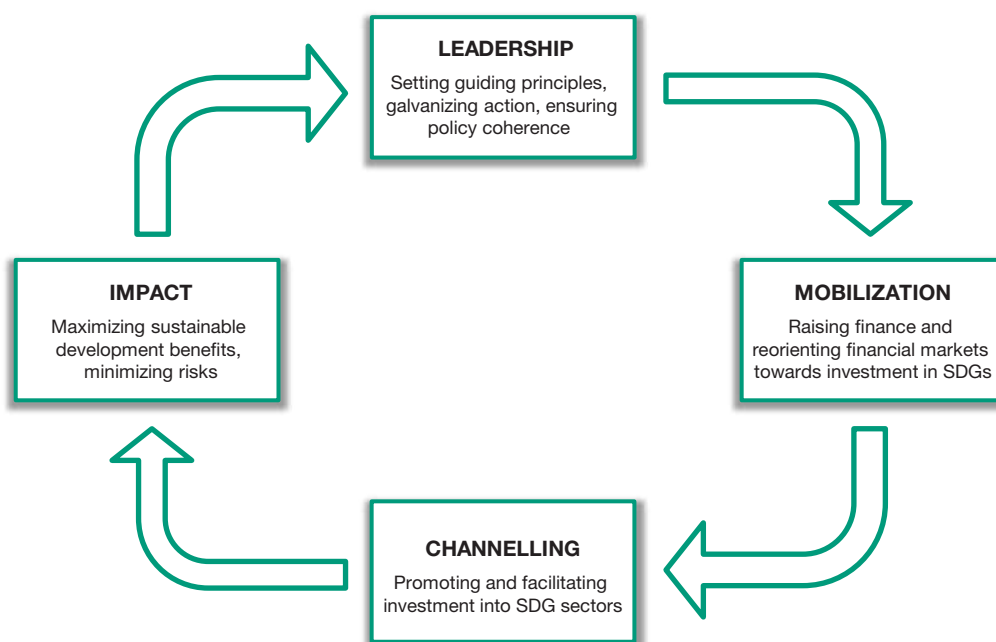 LEADERSHIP
Setting guiding principles,
galvanizing action, ensuring
policy coherence
IMPACT
Maximizing sustainable
development benefits,
minimizing risks
MOBILIZATION
Raising finance and
reorienting financial markets
towards investment in SDGs
CHANNELLING
Promoting and facilitating
investment into SDG sectors